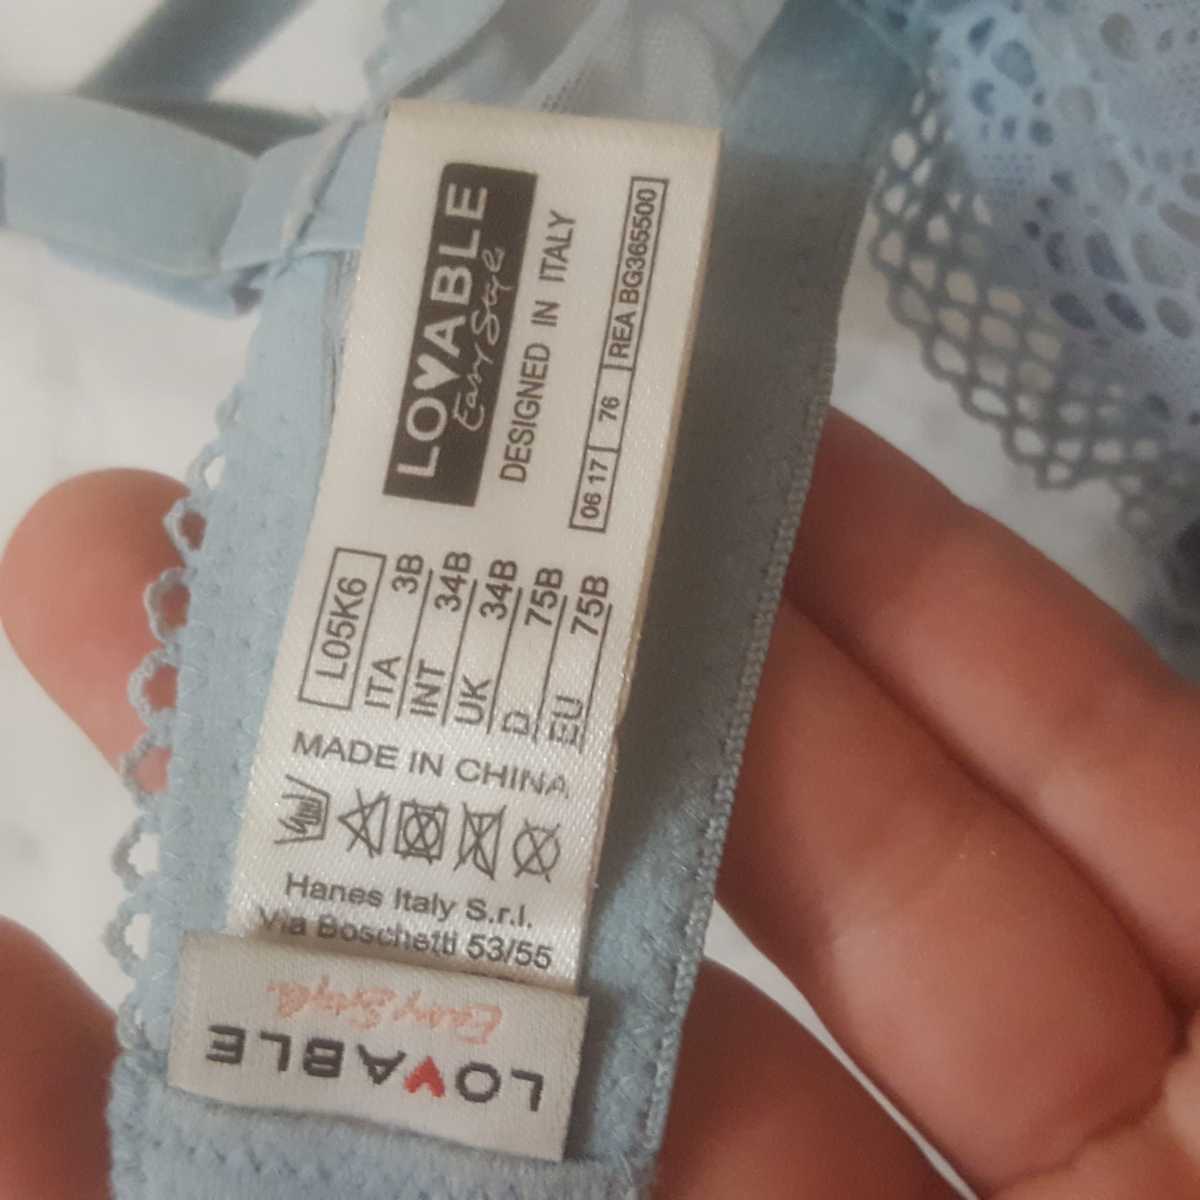 LOVABLE
Easy Style
DESIGNED IN ITALY
06 17 76 REA BG365500
L05K6
ITA 3B
INT 34B
UK 34B
D 75B
EU 75B
MADE IN CHINA
Hanes Italy S.r.l.
Via Boschetti 53/55
LOVABLE
Easy Style